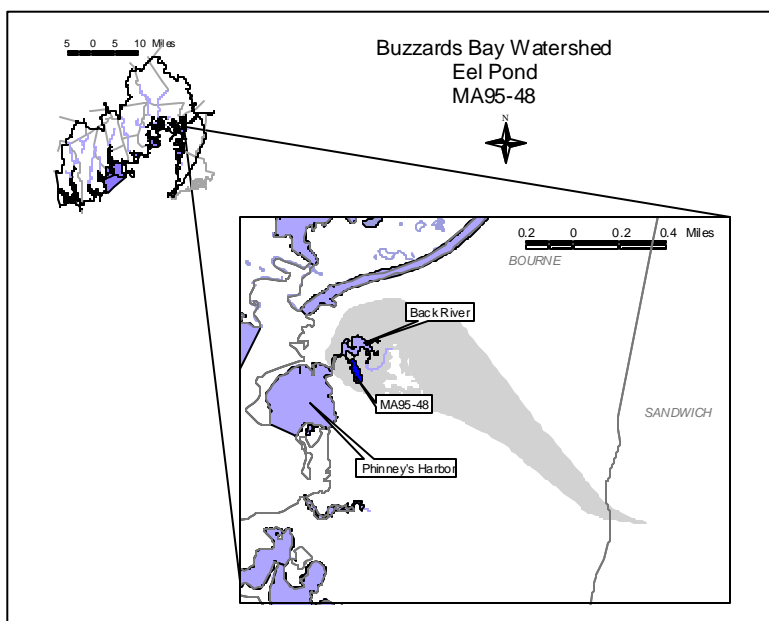 Buzzards Bay Watershed
Eel Pond
MA95-48
5 0 5 10 Miles
N
0.2 0 0.2 0.4 Miles
BOURNE
Back River
MA95-48
SANDWICH
Phinney's Harbor